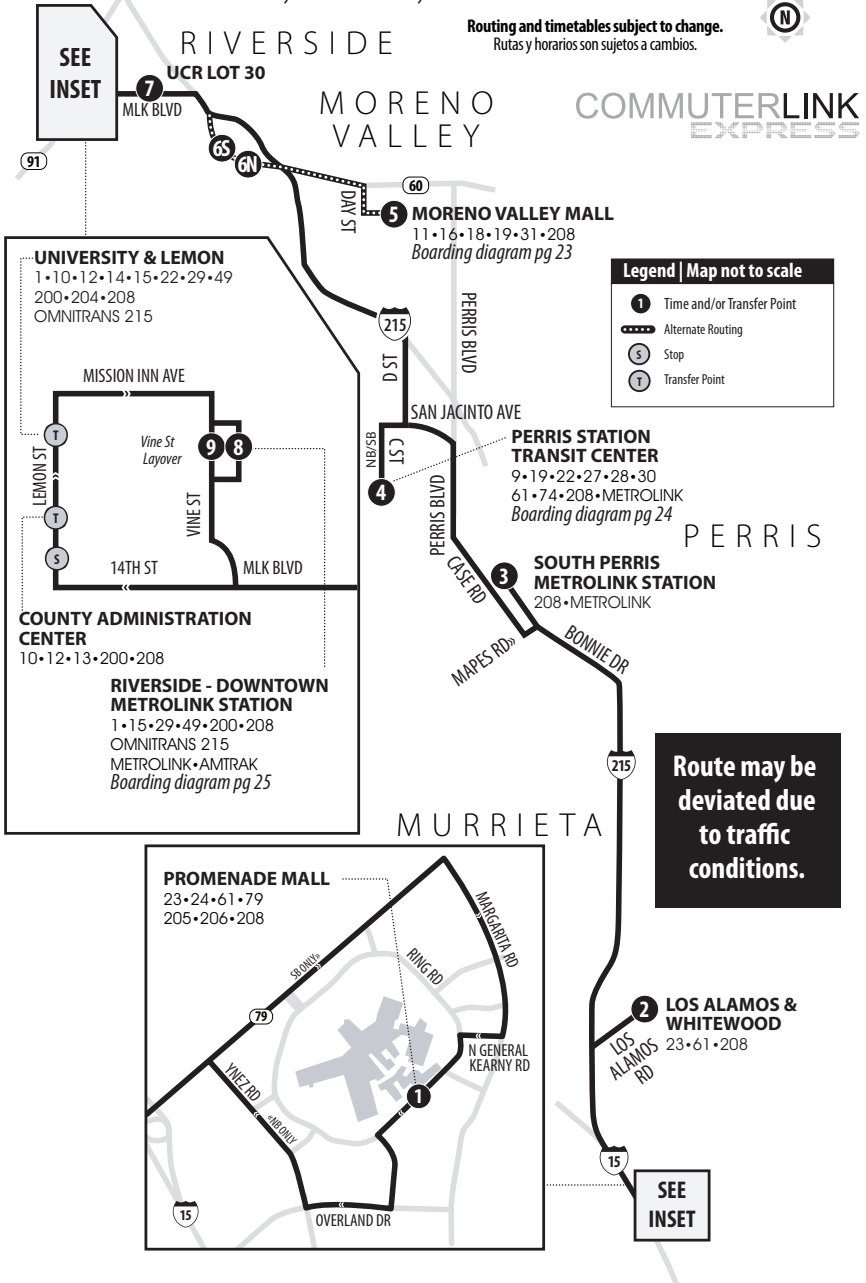 Routing and timetables subject to change.
Rutas y horarios son sujetos a cambios.
N
COMMUTERLINK
EXPRESS
RIVERSIDE
SEE
INSET
7
UCR LOT 30
MLK BLVD
91
MORENO
VALLEY
6S
6N
60
DAY ST
5
MORENO VALLEY MALL
11•16•18•19•31•208
Boarding diagram pg 23
Legend | Map not to scale
1 Time and/or Transfer Point
Alternate Routing
S Stop
T Transfer Point
UNIVERSITY & LEMON
1•10•12•14•15•22•29•49
200•204•208
OMNITRANS 215
MISSION INN AVE
Vine St
Layover
9
8
T
LEMON ST
VINE ST
T
S
14TH ST
MLK BLVD
COUNTY ADMINISTRATION
CENTER
10•12•13•200•208
RIVERSIDE - DOWNTOWN
METROLINK STATION
1•15•29•49•200•208
OMNITRANS 215
METROLINK•AMTRAK
Boarding diagram pg 25
215
D ST
PERRIS BLVD
SAN JACINTO AVE
NB/SB
C ST
4
PERRIS STATION
TRANSIT CENTER
9•19•22•27•28•30
61•74•208•METROLINK
Boarding diagram pg 24
PERRIS
PERRIS BLVD
CASE RD
3
SOUTH PERRIS
METROLINK STATION
208•METROLINK
MAPES RD»
BONNIE DR
215
Route may be
deviated due
to traffic
conditions.
MURRIETA
PROMENADE MALL
23•24•61•79
205•206•208
SB ONLY»
MARGARITA RD
RING RD
79
N GENERAL
KEARNY RD
YNEZ RD
«NB ONLY
1
15
OVERLAND DR
2
LOS ALAMOS &
WHITEWOOD
23•61•208
LOS
ALAMOS
RD
15
SEE
INSET